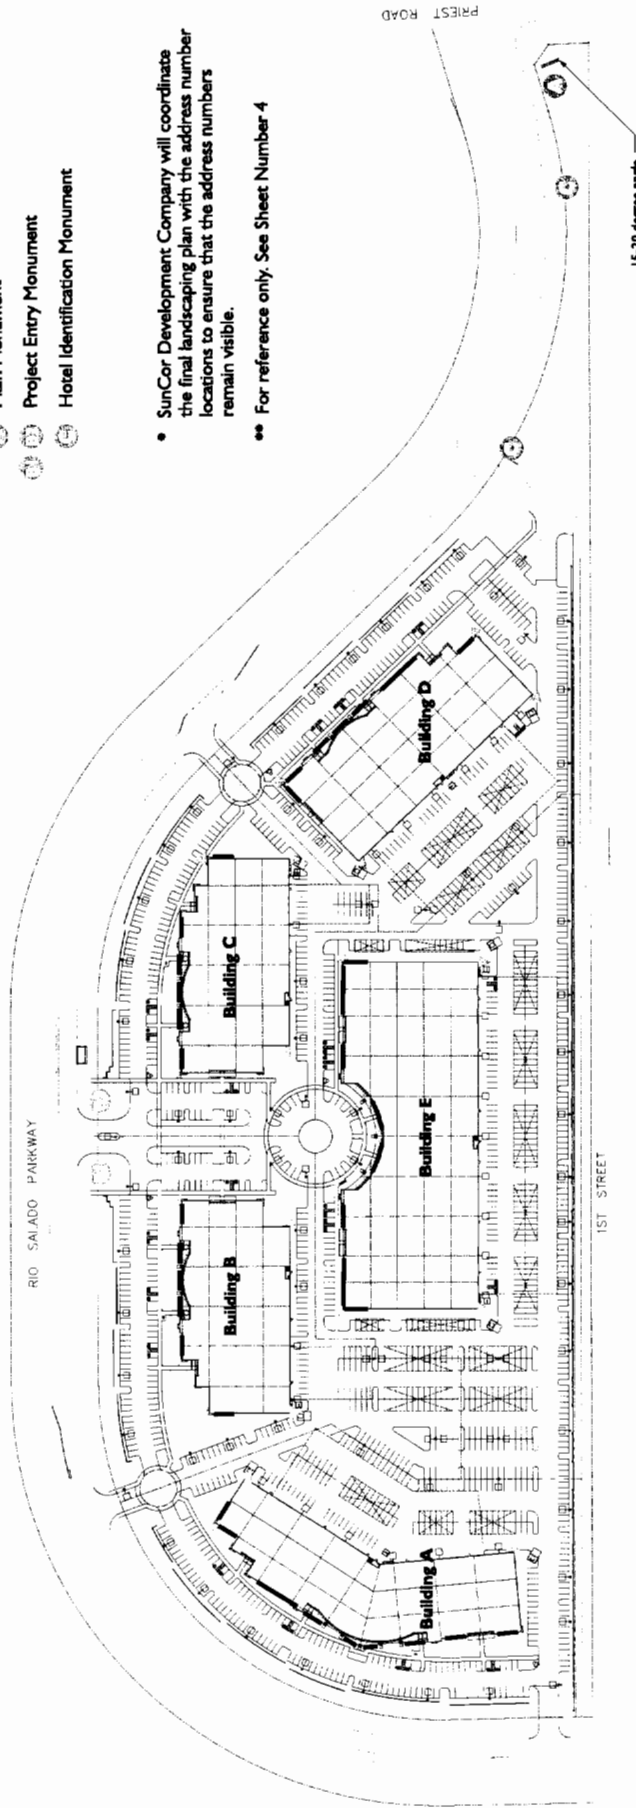 Project Entry Monument
Hotel Identification Monument
• SunCor Development Company will coordinate
the final landscaping plan with the address number
locations to ensure that the address numbers
remain visible.
•• For reference only. See Sheet Number 4
PRIEST ROAD
RIO SALADO PARKWAY
1ST STREET
Building A
Building B
Building C
Building D
Building E